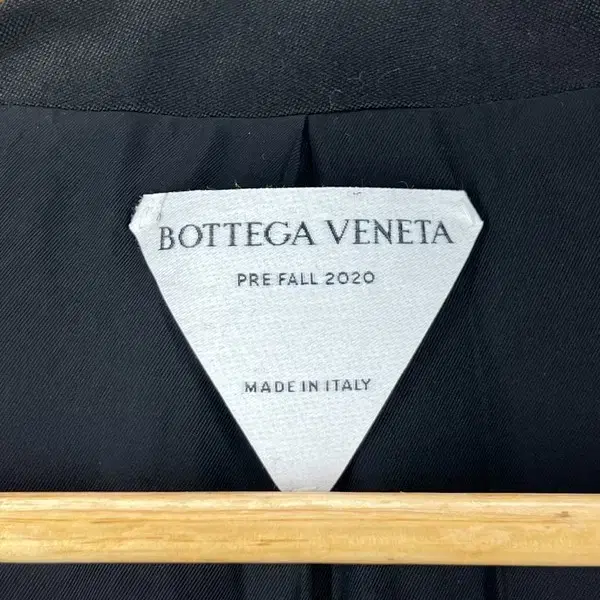 BOTTEGA VENETA
PRE FALL 2020
MADE IN ITALY